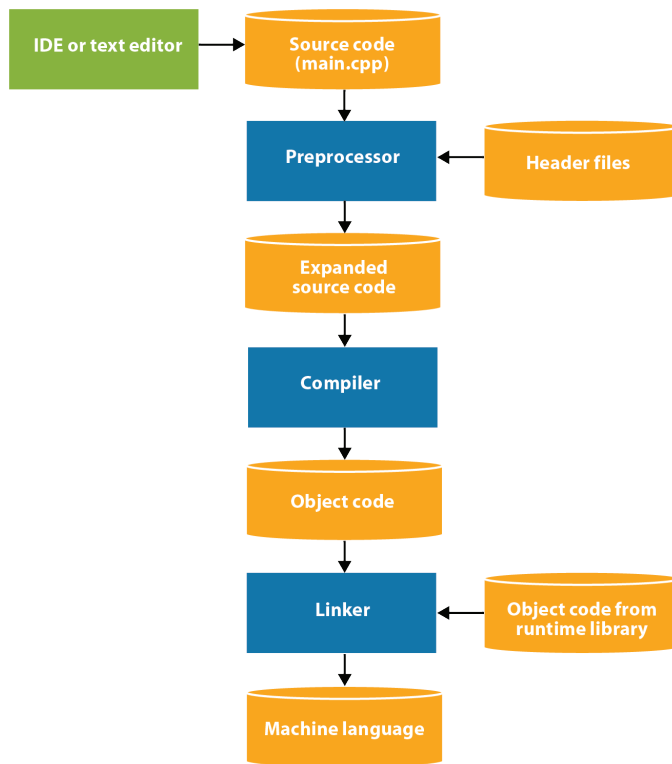 IDE or text editor
Source code
(main.cpp)
Preprocessor
Header files
Expanded
source code
Compiler
Object code
Linker
Object code from
runtime library
Machine language